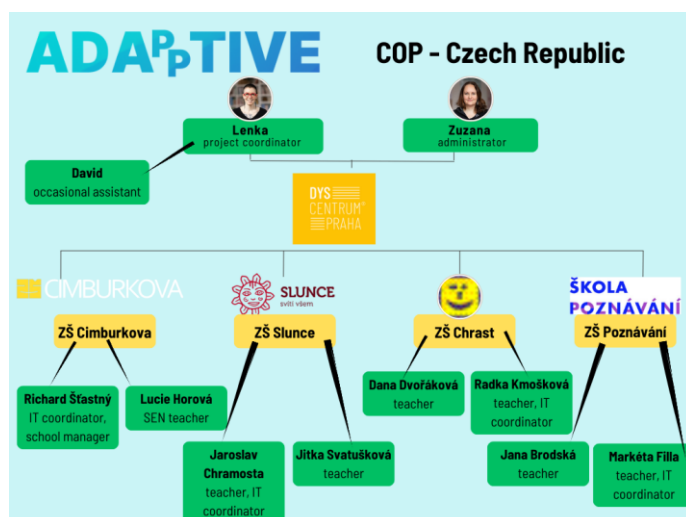 ADAPPTIVE
COP - Czech Republic
Lenka
project coordinator
Zuzana
administrator
David
occasional assistant
DYS
CENTRUM®
PRAHA
CIMBURKOVA
SLUNCE
svítí všem
ŠKOLA
POZNÁVÁNÍ
ZŠ Cimburkova
ZŠ Slunce
ZŠ Chrast
ZŠ Poznávání
Richard Šťastný
IT coordinator,
school manager
Lucie Horová
SEN teacher
Jaroslav
Chramosta
teacher, IT
coordinator
Jitka Svatušková
teacher
Dana Dvořáková
teacher
Radka Kmošková
teacher, IT
coordinator
Jana Brodská
teacher
Markéta Filla
teacher, IT
coordinator